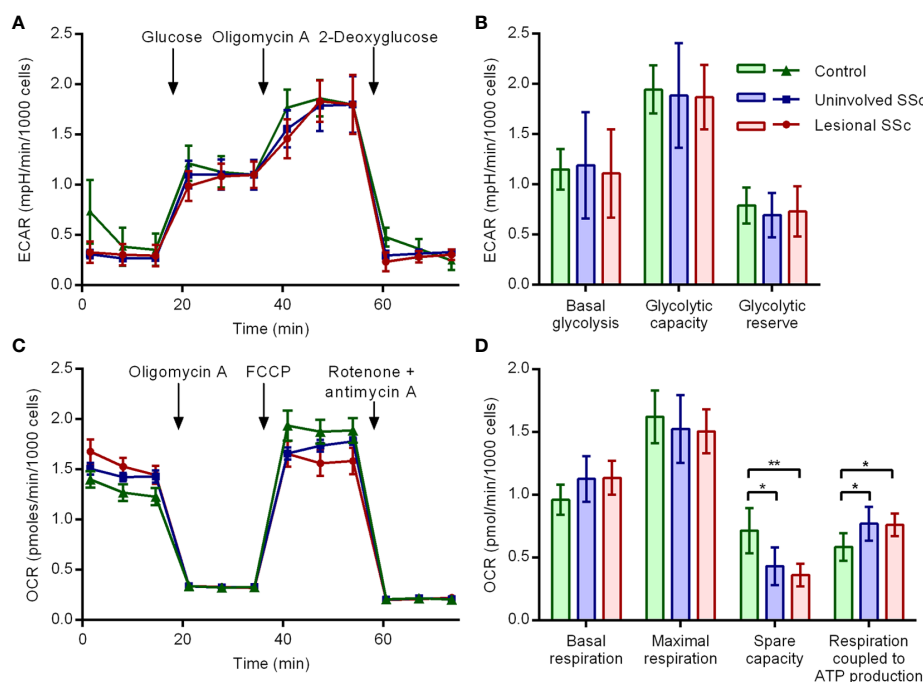 A
ECAR (mpH/min/1000 cells)
2.5
2.0
1.5
1.0
0.5
0.0
Glucose
Oligomycin A
2-Deoxyglucose
0
20
40
60
Time (min)
B
ECAR (mpH/min/1000 cells)
2.5
2.0
1.5
1.0
0.5
0.0
Control
Uninvolved SSc
Lesional SSc
Basal
glycolysis
Glycolytic
capacity
Glycolytic
reserve
C
OCR (pmoles/min/1000 cells)
2.5
2.0
1.5
1.0
0.5
0.0
Oligomycin A
FCCP
Rotenone +
antimycin A
0
20
40
60
Time (min)
D
OCR (pmol/min/1000 cells)
2.0
1.5
1.0
0.5
0.0
**
*
*
*
Basal
respiration
Maximal
respiration
Spare
capacity
Respiration
coupled to
ATP production